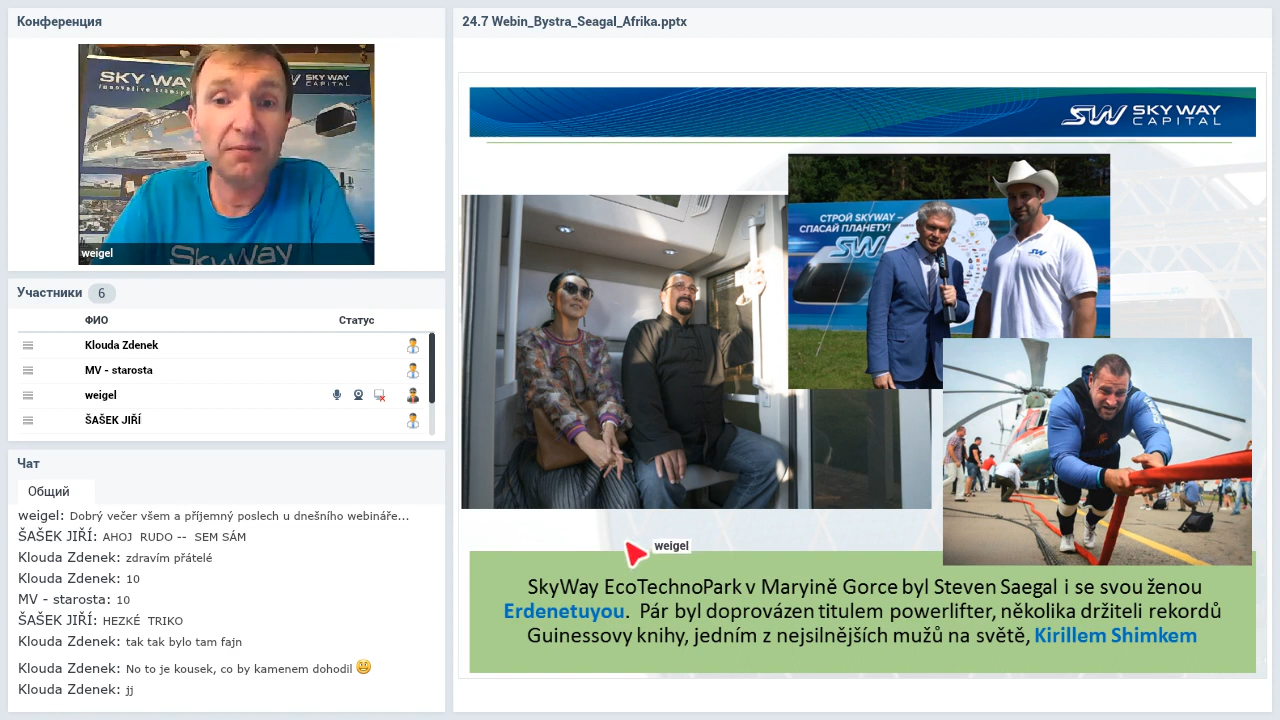 Конференция
SKY WAY
innovative transp
SKY WAY
CAPITAL
SkyWay
weigel
Участники 6
ФИО Статус
Klouda Zdenek
MV - starosta
weigel
ŠAŠEK JIŘÍ
Чат
Общий
weigel: Dobrý večer všem a příjemný poslech u dnešního webináře...
ŠAŠEK JIŘÍ: AHOJ RUDO -- SEM SÁM
Klouda Zdenek: zdravím přátelé
Klouda Zdenek: 10
MV - starosta: 10
ŠAŠEK JIŘÍ: HEZKÉ TRIKO
Klouda Zdenek: tak tak bylo tam fajn
Klouda Zdenek: No to je kousek, co by kamenem dohodil
Klouda Zdenek: jj
24.7 Webin_Bystra_Seagal_Afrika.pptx
SW SKY WAY
CAPITAL
СТРОЙ SKYWAY –
СПАСАЙ ПЛАНЕТУ!
SW
SW
weigel
SkyWay EcoTechnoPark v Maryině Gorce byl Steven Saegal i se svou ženou
Erdenetuyou. Pár byl doprovázen titulem powerlifter, několika držiteli rekordů
Guinessovy knihy, jedním z nejsilnějších mužů na světě, Kirillem Shimkem